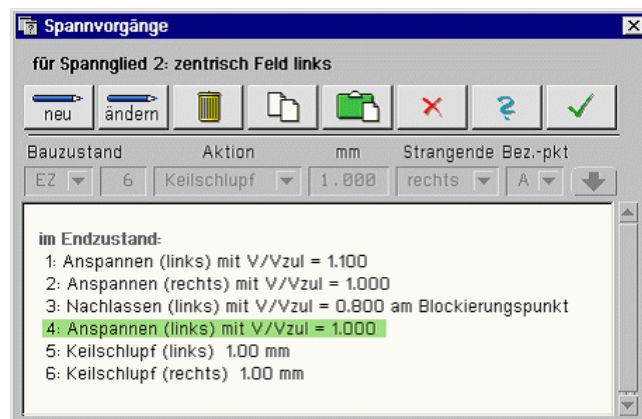 Spannvorgänge
für Spannglied 2: zentrisch Feld links
neu ändern
Bauzustand Aktion mm Strangende Bez.-pkt
EZ 6 Keilschlupf 1.000 rechts A
im Endzustand:
1: Anspannen (links) mit V/Vzul = 1.100
2: Anspannen (rechts) mit V/Vzul = 1.000
3: Nachlassen (links) mit V/Vzul = 0.800 am Blockierungspunkt
4: Anspannen (links) mit V/Vzul = 1.000
5: Keilschlupf (links) 1.00 mm
6: Keilschlupf (rechts) 1.00 mm